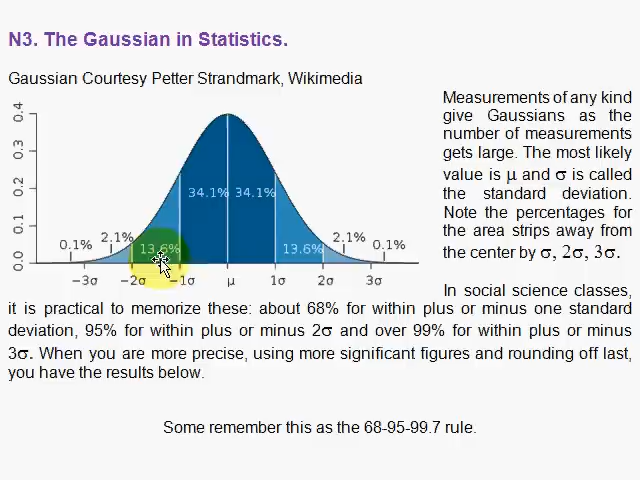 N3. The Gaussian in Statistics.
Gaussian Courtesy Petter Strandmark, Wikimedia
0.4
0.3
0.2
0.1
0.0
0.1%
2.1%
13.6%
34.1%
34.1%
13.6%
2.1%
0.1%
−3σ
−2σ
−1σ
μ
1σ
2σ
3σ
Measurements of any kind
give Gaussians as the
number of measurements
gets large. The most likely
value is μ and σ is called
the standard deviation.
Note the percentages for
the area strips away from
the center by σ, 2σ, 3σ.
In social science classes,
it is practical to memorize these: about 68% for within plus or minus one standard
deviation, 95% for within plus or minus 2σ and over 99% for within plus or minus
3σ. When you are more precise, using more significant figures and rounding off last,
you have the results below.
Some remember this as the 68-95-99.7 rule.